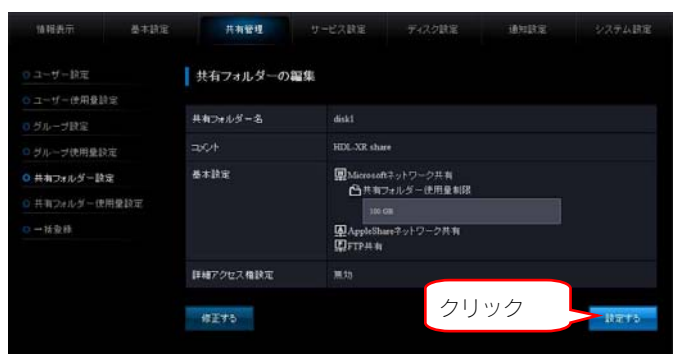 情報表示 基本設定 共有管理 サービス設定 ディスク設定 通知設定 システム設定
ユーザー設定
ユーザー使用量設定
グループ設定
グループ使用量設定
共有フォルダー設定
共有フォルダー使用量設定
一括登録
共有フォルダーの編集
共有フォルダー名 disk1
コメント HDL-XR share
基本設定 Microsoftネットワーク共有
共有フォルダー使用量制限
100 GB
AppleShareネットワーク共有
FTP共有
詳細アクセス権設定 無効
クリック
修正する 設定する